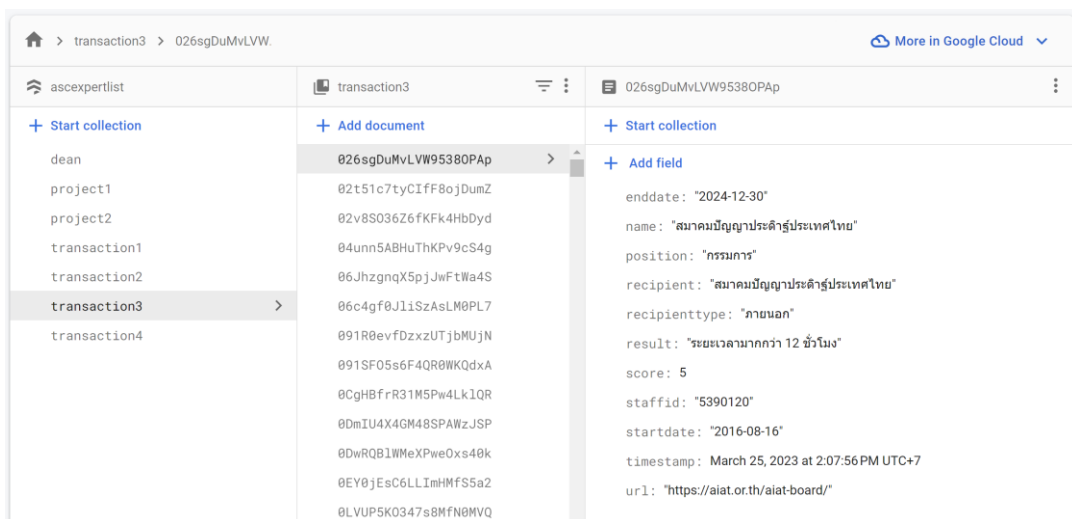 transaction3 > 026sgDuMvLVW.
More in Google Cloud
ascexpertlist
Start collection
dean
project1
project2
transaction1
transaction2
transaction3
transaction4
transaction3
Add document
026sgDuMvLVW9538OPAp
02t51c7tyCIfF8ojDumZ
02v8SO36Z6fKFk4HbDyd
04unn5ABHuThKPv9cS4g
06JhzgnqX5pjJwFtWa4S
06c4gf0JliSzAsLM0PL7
091R0evfDzxzUTjbMUjN
091SFO5s6F4QR0WKQdxA
0CgHBfrR31M5Pw4LklQR
0DmIU4X4GM48SPAWzJSP
0DwRQBlWMeXPweOxs40k
0EY0jEsC6LLImHMfS5a2
0LVUP5KO347s8MfN0MVQ
026sgDuMvLVW9538OPAp
Start collection
Add field
enddate: "2024-12-30"
name: "สมาคมปัญญาประดิษฐ์ประเทศไทย"
position: "กรรมการ"
recipient: "สมาคมปัญญาประดิษฐ์ประเทศไทย"
recipienttype: "ภายนอก"
result: "ระยะเวลามากกว่า 12 ชั่วโมง"
score: 5
staffid: "5390120"
startdate: "2016-08-16"
timestamp: March 25, 2023 at 2:07:56 PM UTC+7
url: "https://aiat.or.th/aiat-board/"